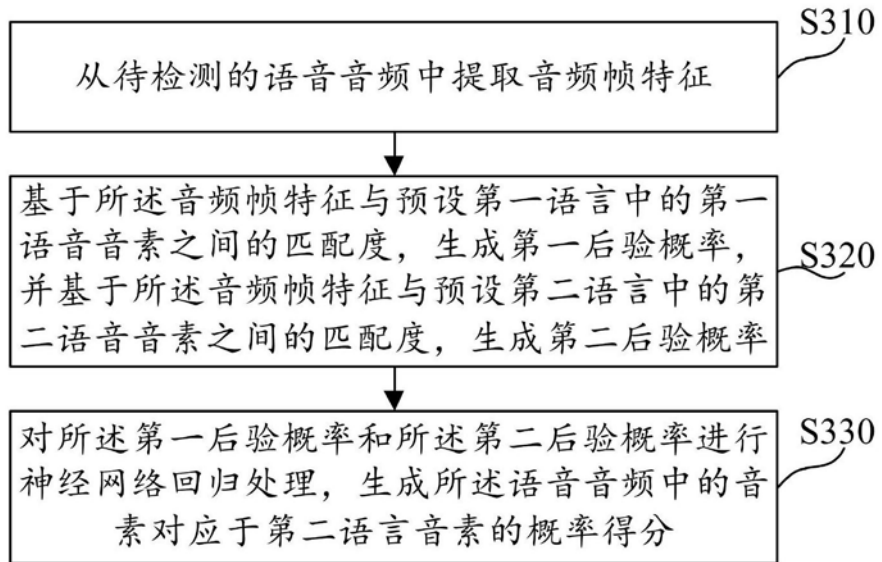 S310
从待检测的语音音频中提取音频帧特征
基于所述音频帧特征与预设第一语言中的第一
语音音素之间的匹配度，生成第一后验概率，
并基于所述音频帧特征与预设第二语言中的第
二语音音素之间的匹配度，生成第二后验概率
S320
对所述第一后验概率和所述第二后验概率进行
神经网络回归处理，生成所述语音音频中的音
素对应于第二语言音素的概率得分
S330